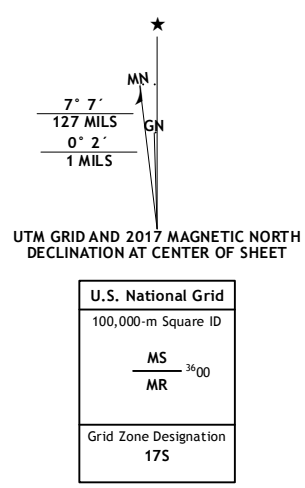 ★
MN
7° 7´
127 MILS
GN
0° 2´
1 MILS
UTM GRID AND 2017 MAGNETIC NORTH
DECLINATION AT CENTER OF SHEET
U.S. National Grid
100,000-m Square ID
MS
3600
MR
Grid Zone Designation
17S